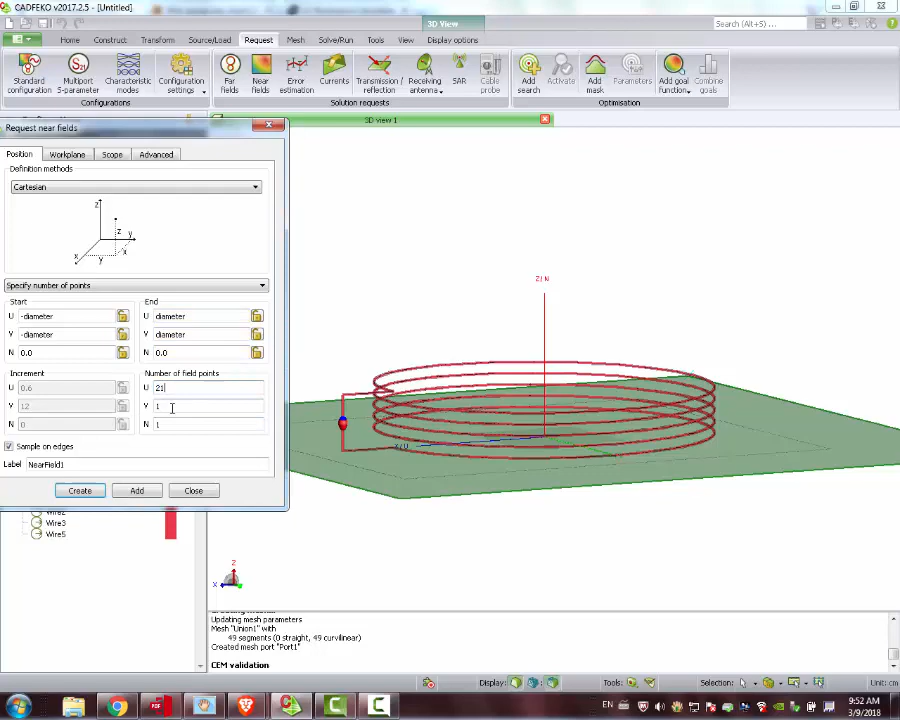 CADFEKO v2017.2.5 - [Untitled]
3D View
Search (Alt+S) ...
Home Construct Transform Source/Load Request Mesh Solve/Run Tools View Display options
Standard configuration
Multiport S-parameter
Characteristic modes
Configuration settings
Far fields
Near fields
Error estimation
Currents
Transmission / reflection
Receiving antenna
SAR
Cable probe
Add search
Activate
Add mask
Parameters
Add goal function
Combine goals
Configurations
Solution requests
Optimisation
Request near fields
3D view 1
Position Workplane Scope Advanced
Definition methods
Cartesian
z
z
y
x
x
y
Specify number of points
Start
End
U -diameter
U diameter
V -diameter
V diameter
N 0.0
N 0.0
Increment
Number of field points
U 0.6
U 21
V 12
V 1
N 0
N 1
Sample on edges
Label NearField1
Create Add Close
Wire3
Wire5
Z/N
X/U
Z
X
Updating mesh parameters
Mesh "Union1" with
49 segments (0 straight, 49 curvilinear)
Created mesh port "Port1"
CEM validation
Display:
Tools:
Selection:
Unit: cm
EN
9:52 AM
3/9/2018